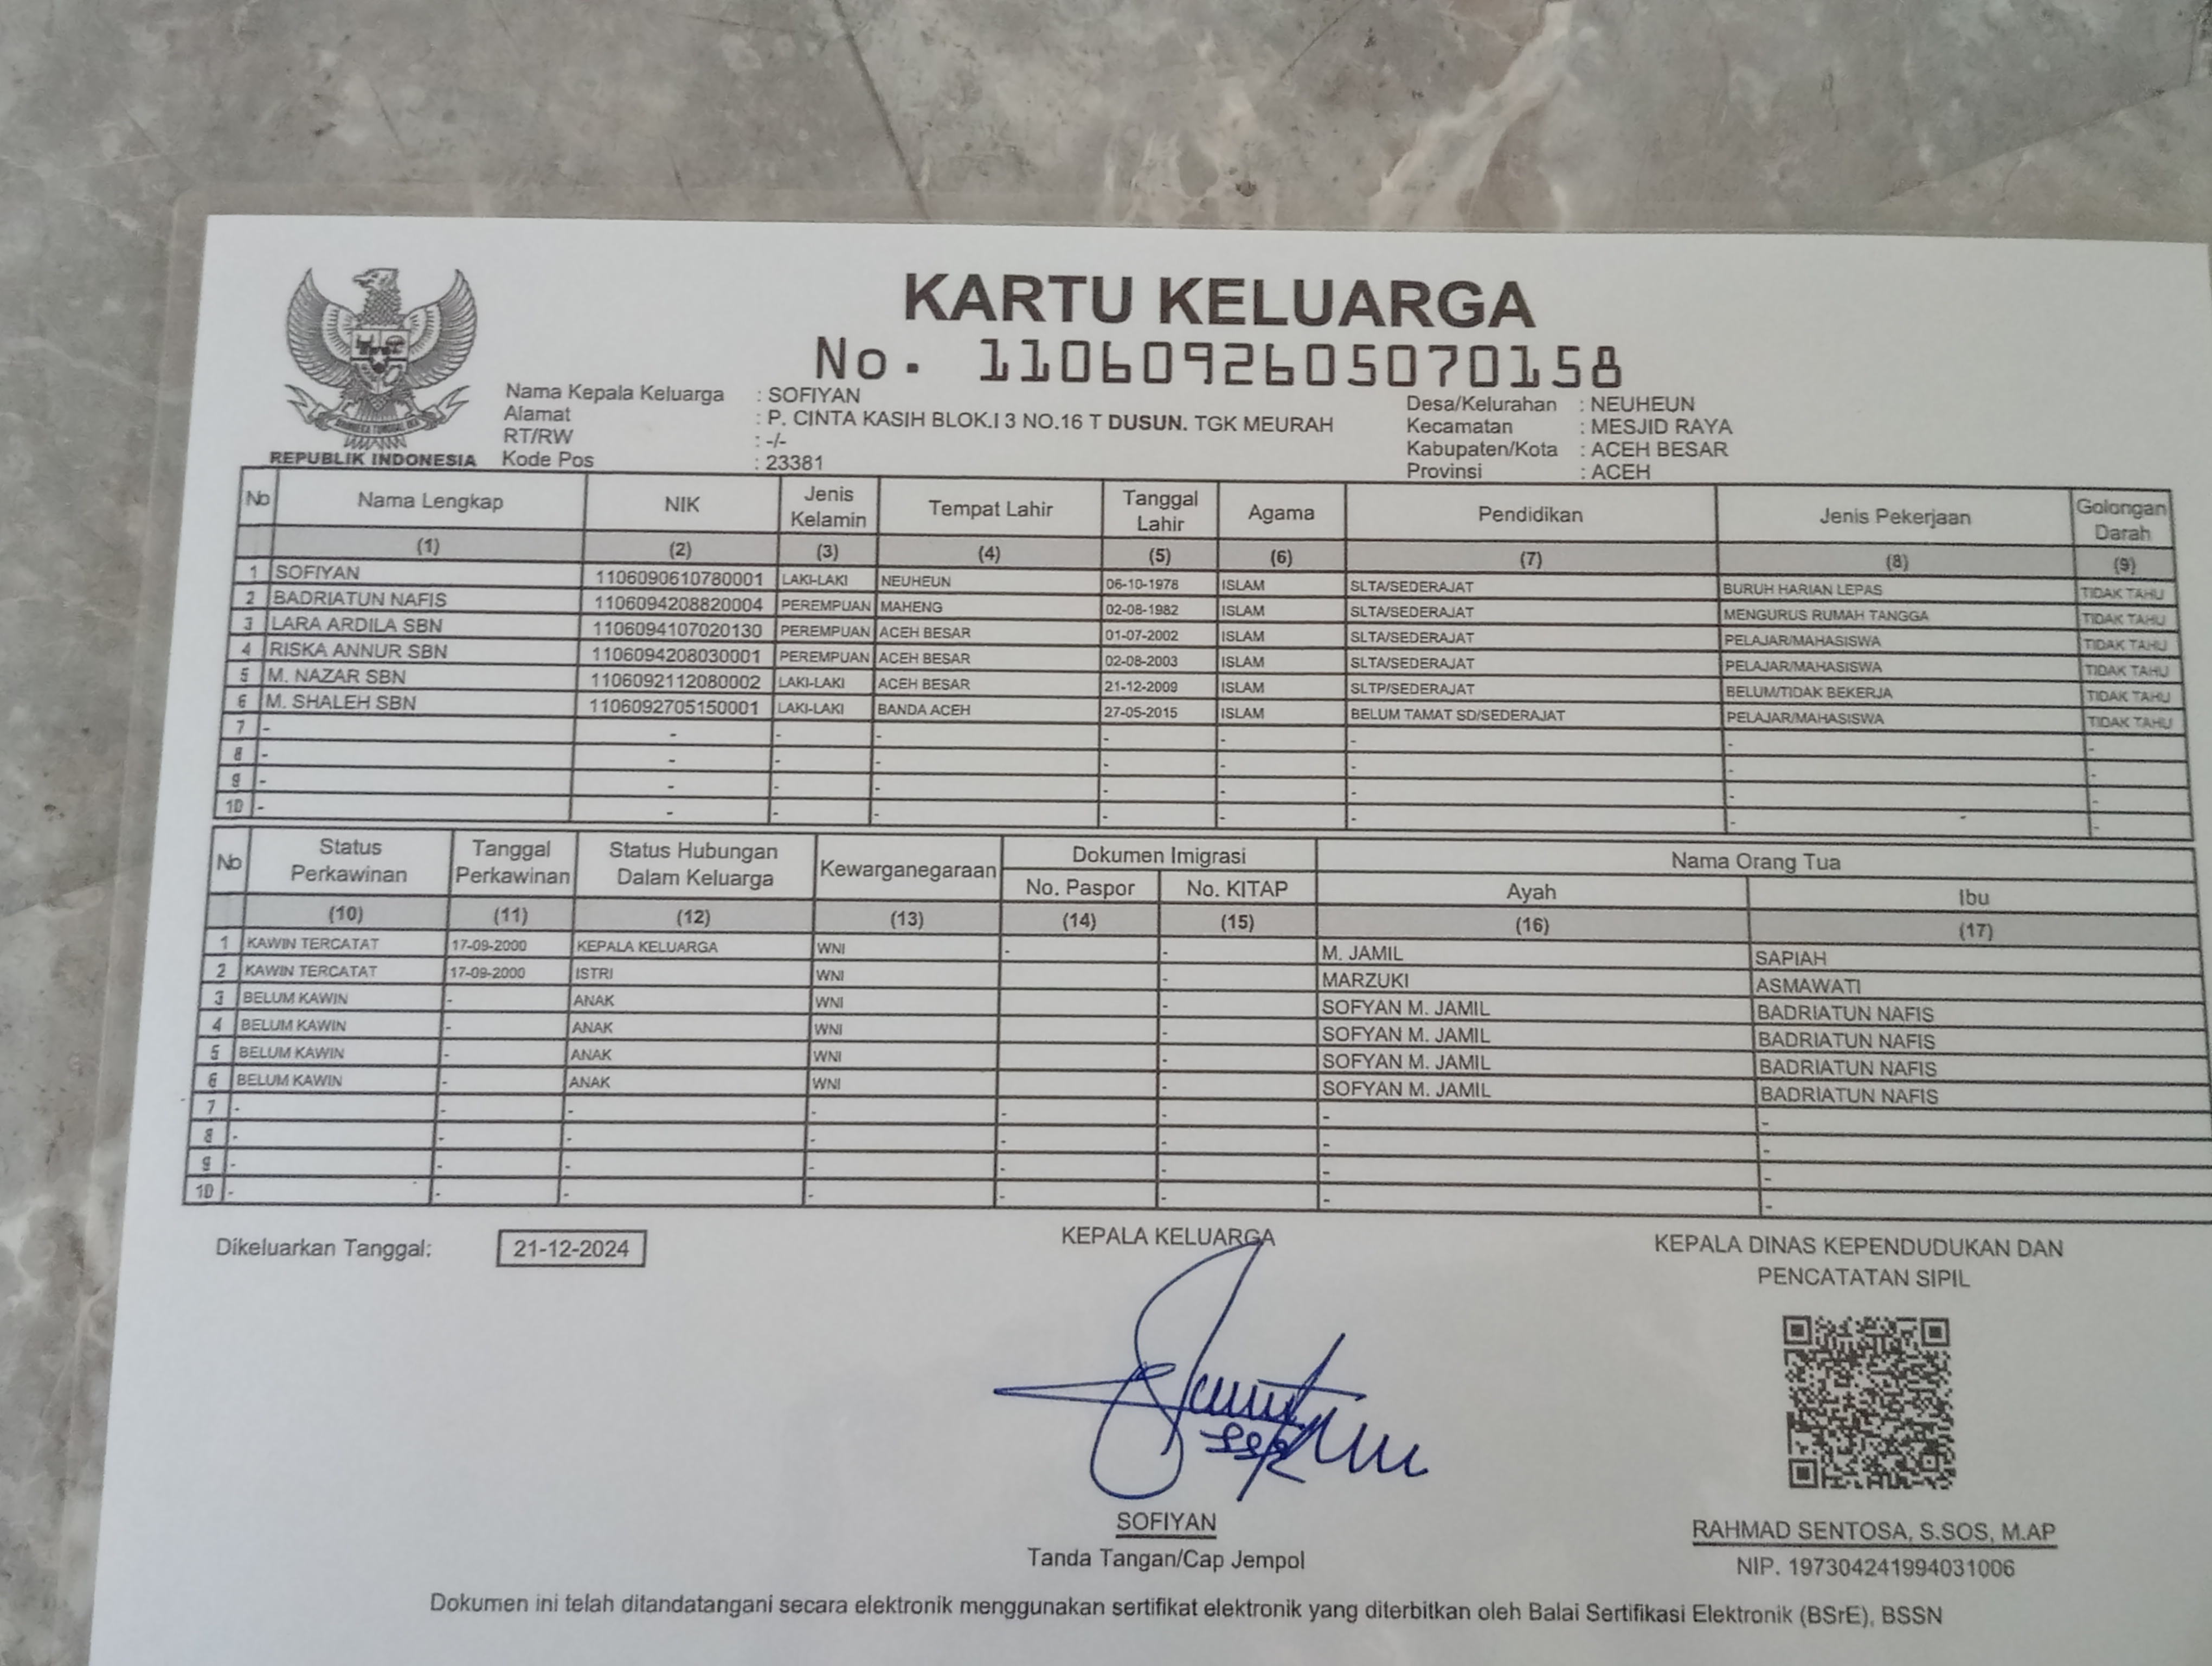 KARTU KELUARGA
No. 1106092605070158
Nama Kepala Keluarga : SOFIYAN
Alamat : P. CINTA KASIH BLOK.I 3 NO.16 T DUSUN. TGK MEURAH
RT/RW : -/-
Kode Pos : 23381
Desa/Kelurahan : NEUHEUN
Kecamatan : MESJID RAYA
Kabupaten/Kota : ACEH BESAR
Provinsi : ACEH
REPUBLIK INDONESIA
No Nama Lengkap NIK Jenis Kelamin Tempat Lahir Tanggal Lahir Agama Pendidikan Jenis Pekerjaan Golongan Darah
(1) (2) (3) (4) (5) (6) (7) (8) (9)
1 SOFIYAN 1106090610780001 LAKI-LAKI NEUHEUN 06-10-1978 ISLAM SLTA/SEDERAJAT BURUH HARIAN LEPAS TIDAK TAHU
2 BADRIATUN NAFIS 1106094208820004 PEREMPUAN MAHENG 02-08-1982 ISLAM SLTA/SEDERAJAT MENGURUS RUMAH TANGGA TIDAK TAHU
3 LARA ARDILA SBN 1106094107020130 PEREMPUAN ACEH BESAR 01-07-2002 ISLAM SLTA/SEDERAJAT PELAJAR/MAHASISWA TIDAK TAHU
4 RISKA ANNUR SBN 1106094208030001 PEREMPUAN ACEH BESAR 02-08-2003 ISLAM SLTA/SEDERAJAT PELAJAR/MAHASISWA TIDAK TAHU
5 M. NAZAR SBN 1106092112080002 LAKI-LAKI ACEH BESAR 21-12-2009 ISLAM SLTP/SEDERAJAT BELUM/TIDAK BEKERJA TIDAK TAHU
6 M. SHALEH SBN 1106092705150001 LAKI-LAKI BANDA ACEH 27-05-2015 ISLAM BELUM TAMAT SD/SEDERAJAT PELAJAR/MAHASISWA TIDAK TAHU
7 - - - - - - - - -
8 - - - - - - - - -
9 - - - - - - - - -
10 - - - - - - - - -
No Status Perkawinan Tanggal Perkawinan Status Hubungan Dalam Keluarga Kewarganegaraan Dokumen Imigrasi Nama Orang Tua
No. Paspor No. KITAP Ayah Ibu
(10) (11) (12) (13) (14) (15) (16) (17)
1 KAWIN TERCATAT 17-09-2000 KEPALA KELUARGA WNI - - M. JAMIL SAPIAH
2 KAWIN TERCATAT 17-09-2000 ISTRI WNI - MARZUKI ASMAWATI
3 BELUM KAWIN - ANAK WNI - SOFYAN M. JAMIL BADRIATUN NAFIS
4 BELUM KAWIN - ANAK WNI - SOFYAN M. JAMIL BADRIATUN NAFIS
5 BELUM KAWIN - ANAK WNI - SOFYAN M. JAMIL BADRIATUN NAFIS
6 BELUM KAWIN - ANAK WNI - SOFYAN M. JAMIL BADRIATUN NAFIS
7 - - - - - - - -
8 - - - - - - - -
9 - - - - - - - -
10 - - - - - - - -
Dikeluarkan Tanggal: 21-12-2024
KEPALA KELUARGA
SOFIYAN
Tanda Tangan/Cap Jempol
KEPALA DINAS KEPENDUDUKAN DAN
PENCATATAN SIPIL
RAHMAD SENTOSA, S.SOS, M.AP
NIP. 197304241994031006
Dokumen ini telah ditandatangani secara elektronik menggunakan sertifikat elektronik yang diterbitkan oleh Balai Sertifikasi Elektronik (BSrE), BSSN